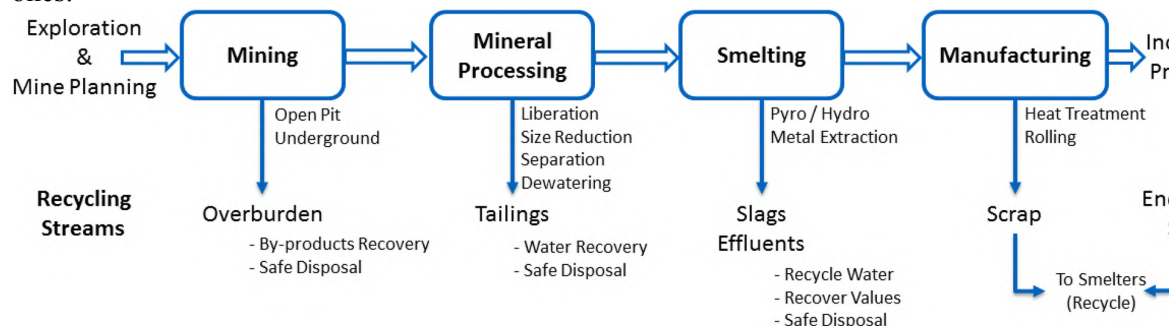 ones.
Exploration
&
Mine Planning
Mining
Mineral
Processing
Smelting
Manufacturing
Open Pit
Underground
Liberation
Size Reduction
Separation
Dewatering
Pyro / Hydro
Metal Extraction
Heat Treatment
Rolling
Recycling
Streams
Overburden
- By-products Recovery
- Safe Disposal
Tailings
- Water Recovery
- Safe Disposal
Slags
Effluents
- Recycle Water
- Recover Values
- Safe Disposal
Scrap
To Smelters
(Recycle)